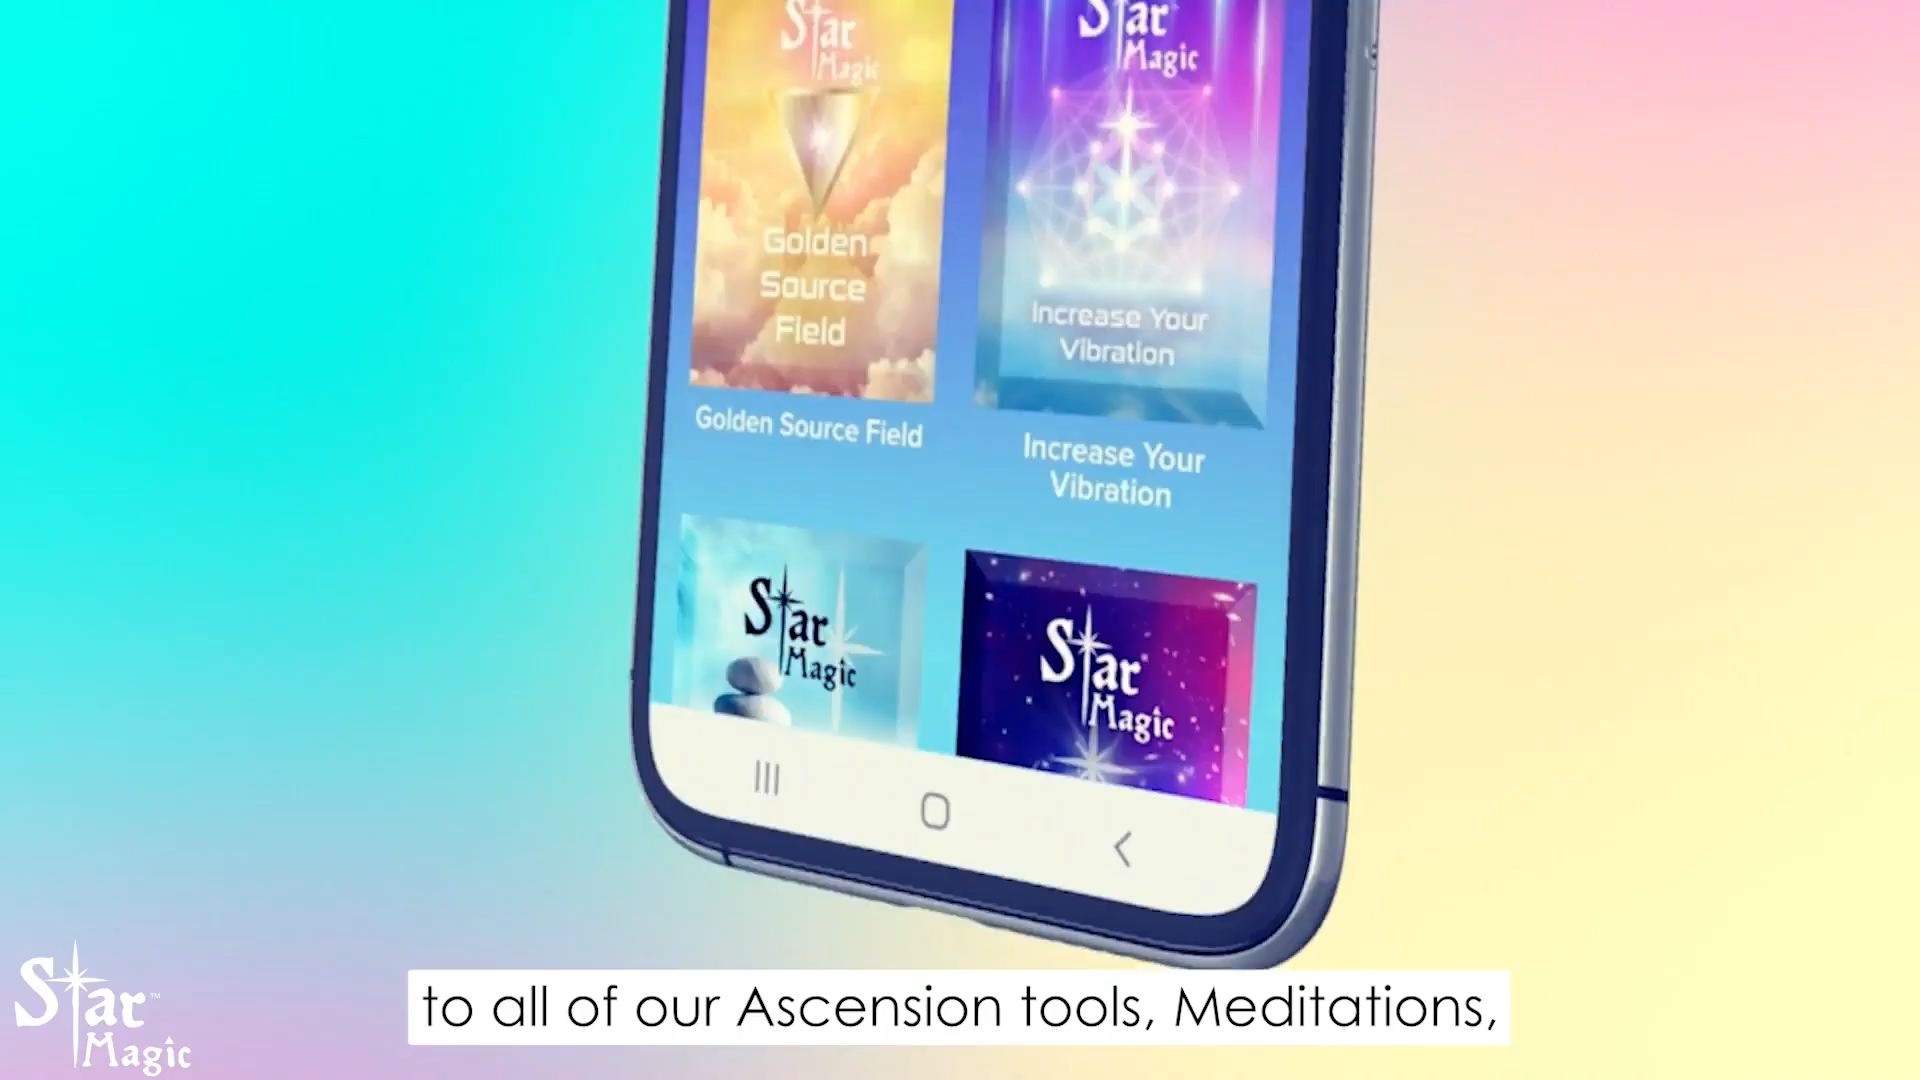 Star
Magic
Golden
Source
Field
Golden Source Field
Star
Magic
Increase Your
Vibration
Increase Your
Vibration
Star
Magic
Star
Magic
Star™
Magic
to all of our Ascension tools, Meditations,